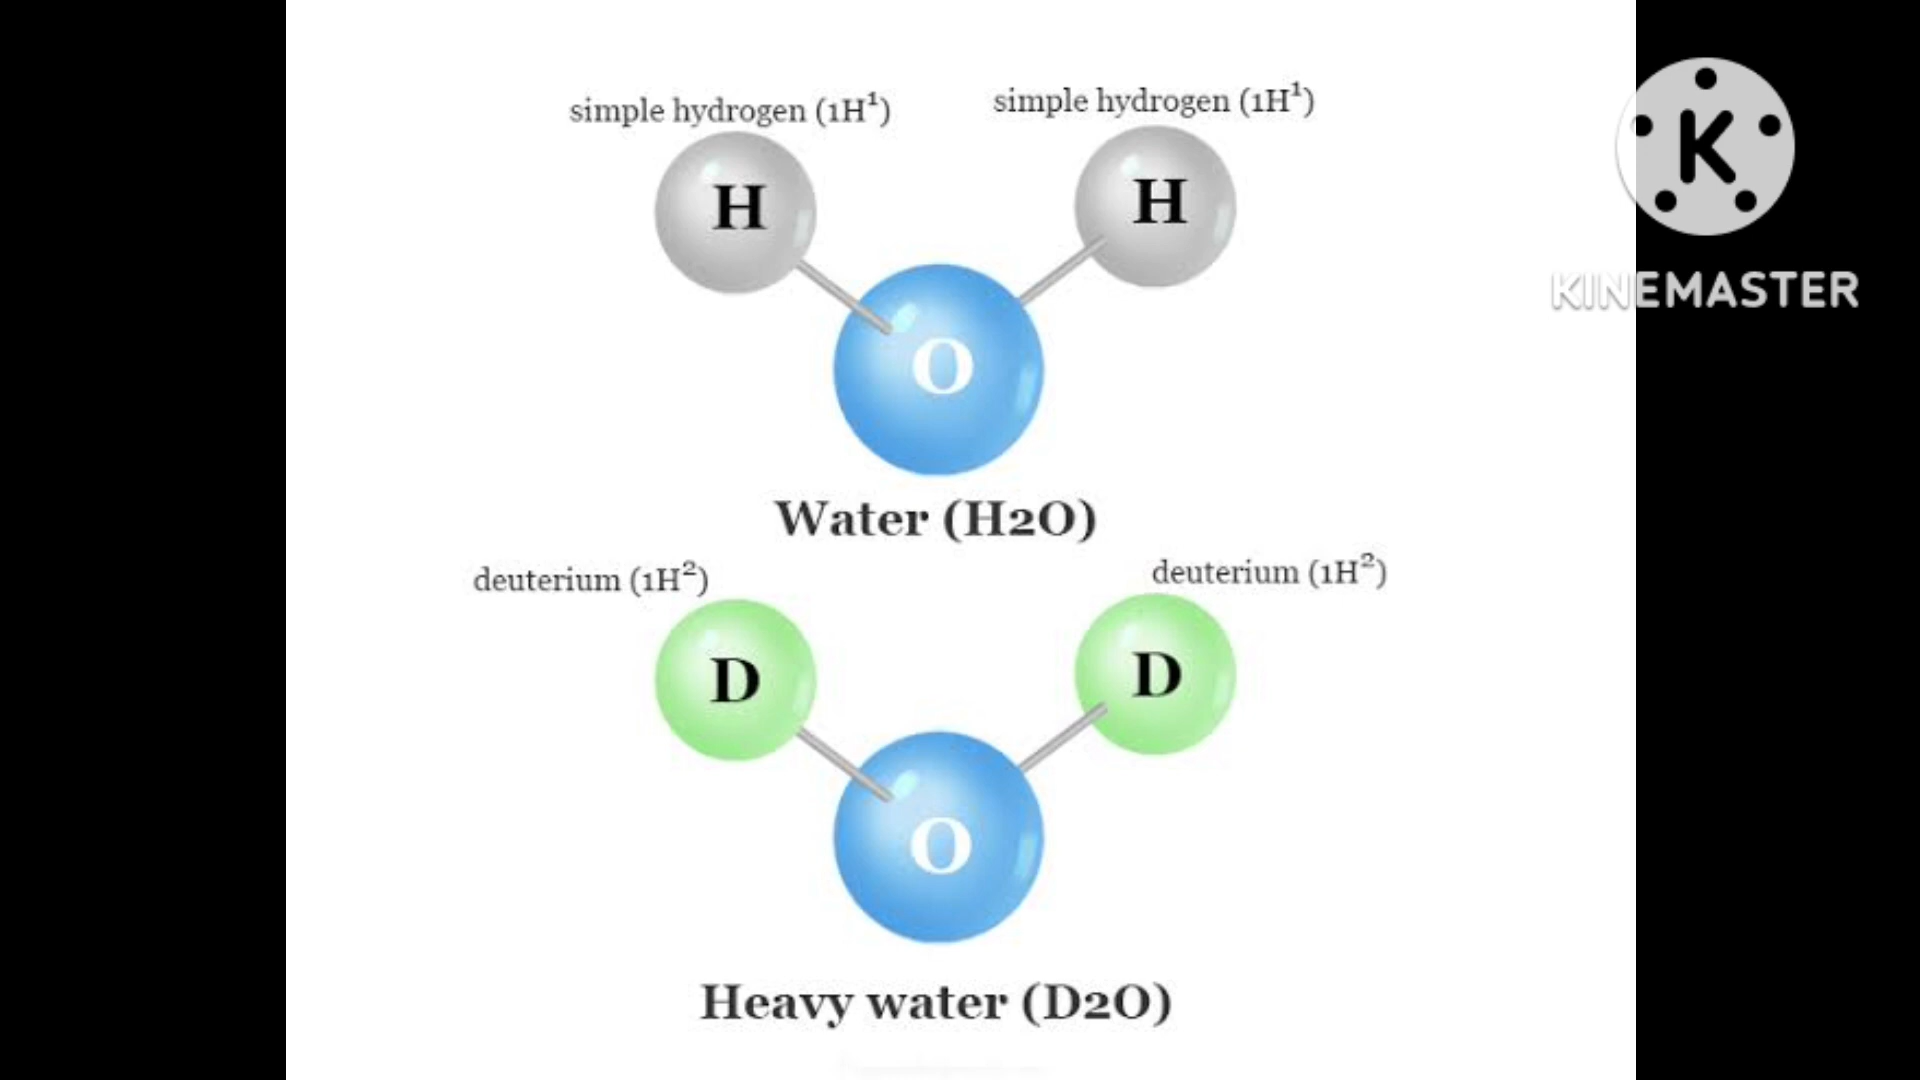 simple hydrogen (1H¹)
simple hydrogen (1H¹)
H
H
O
Water (H2O)
deuterium (1H²)
deuterium (1H²)
D
D
O
Heavy water (D2O)
K
KINEMASTER